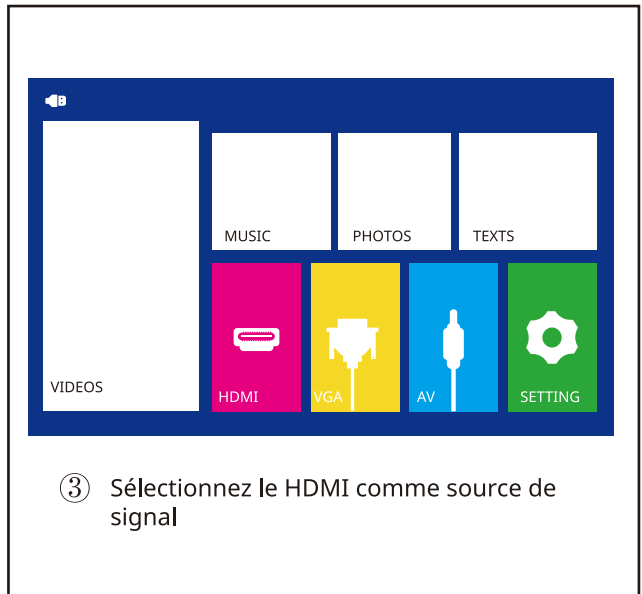 MUSIC
PHOTOS
TEXTS
VIDEOS
HDMI
VGA
AV
SETTING
③ Sélectionnez le HDMI comme source de
signal